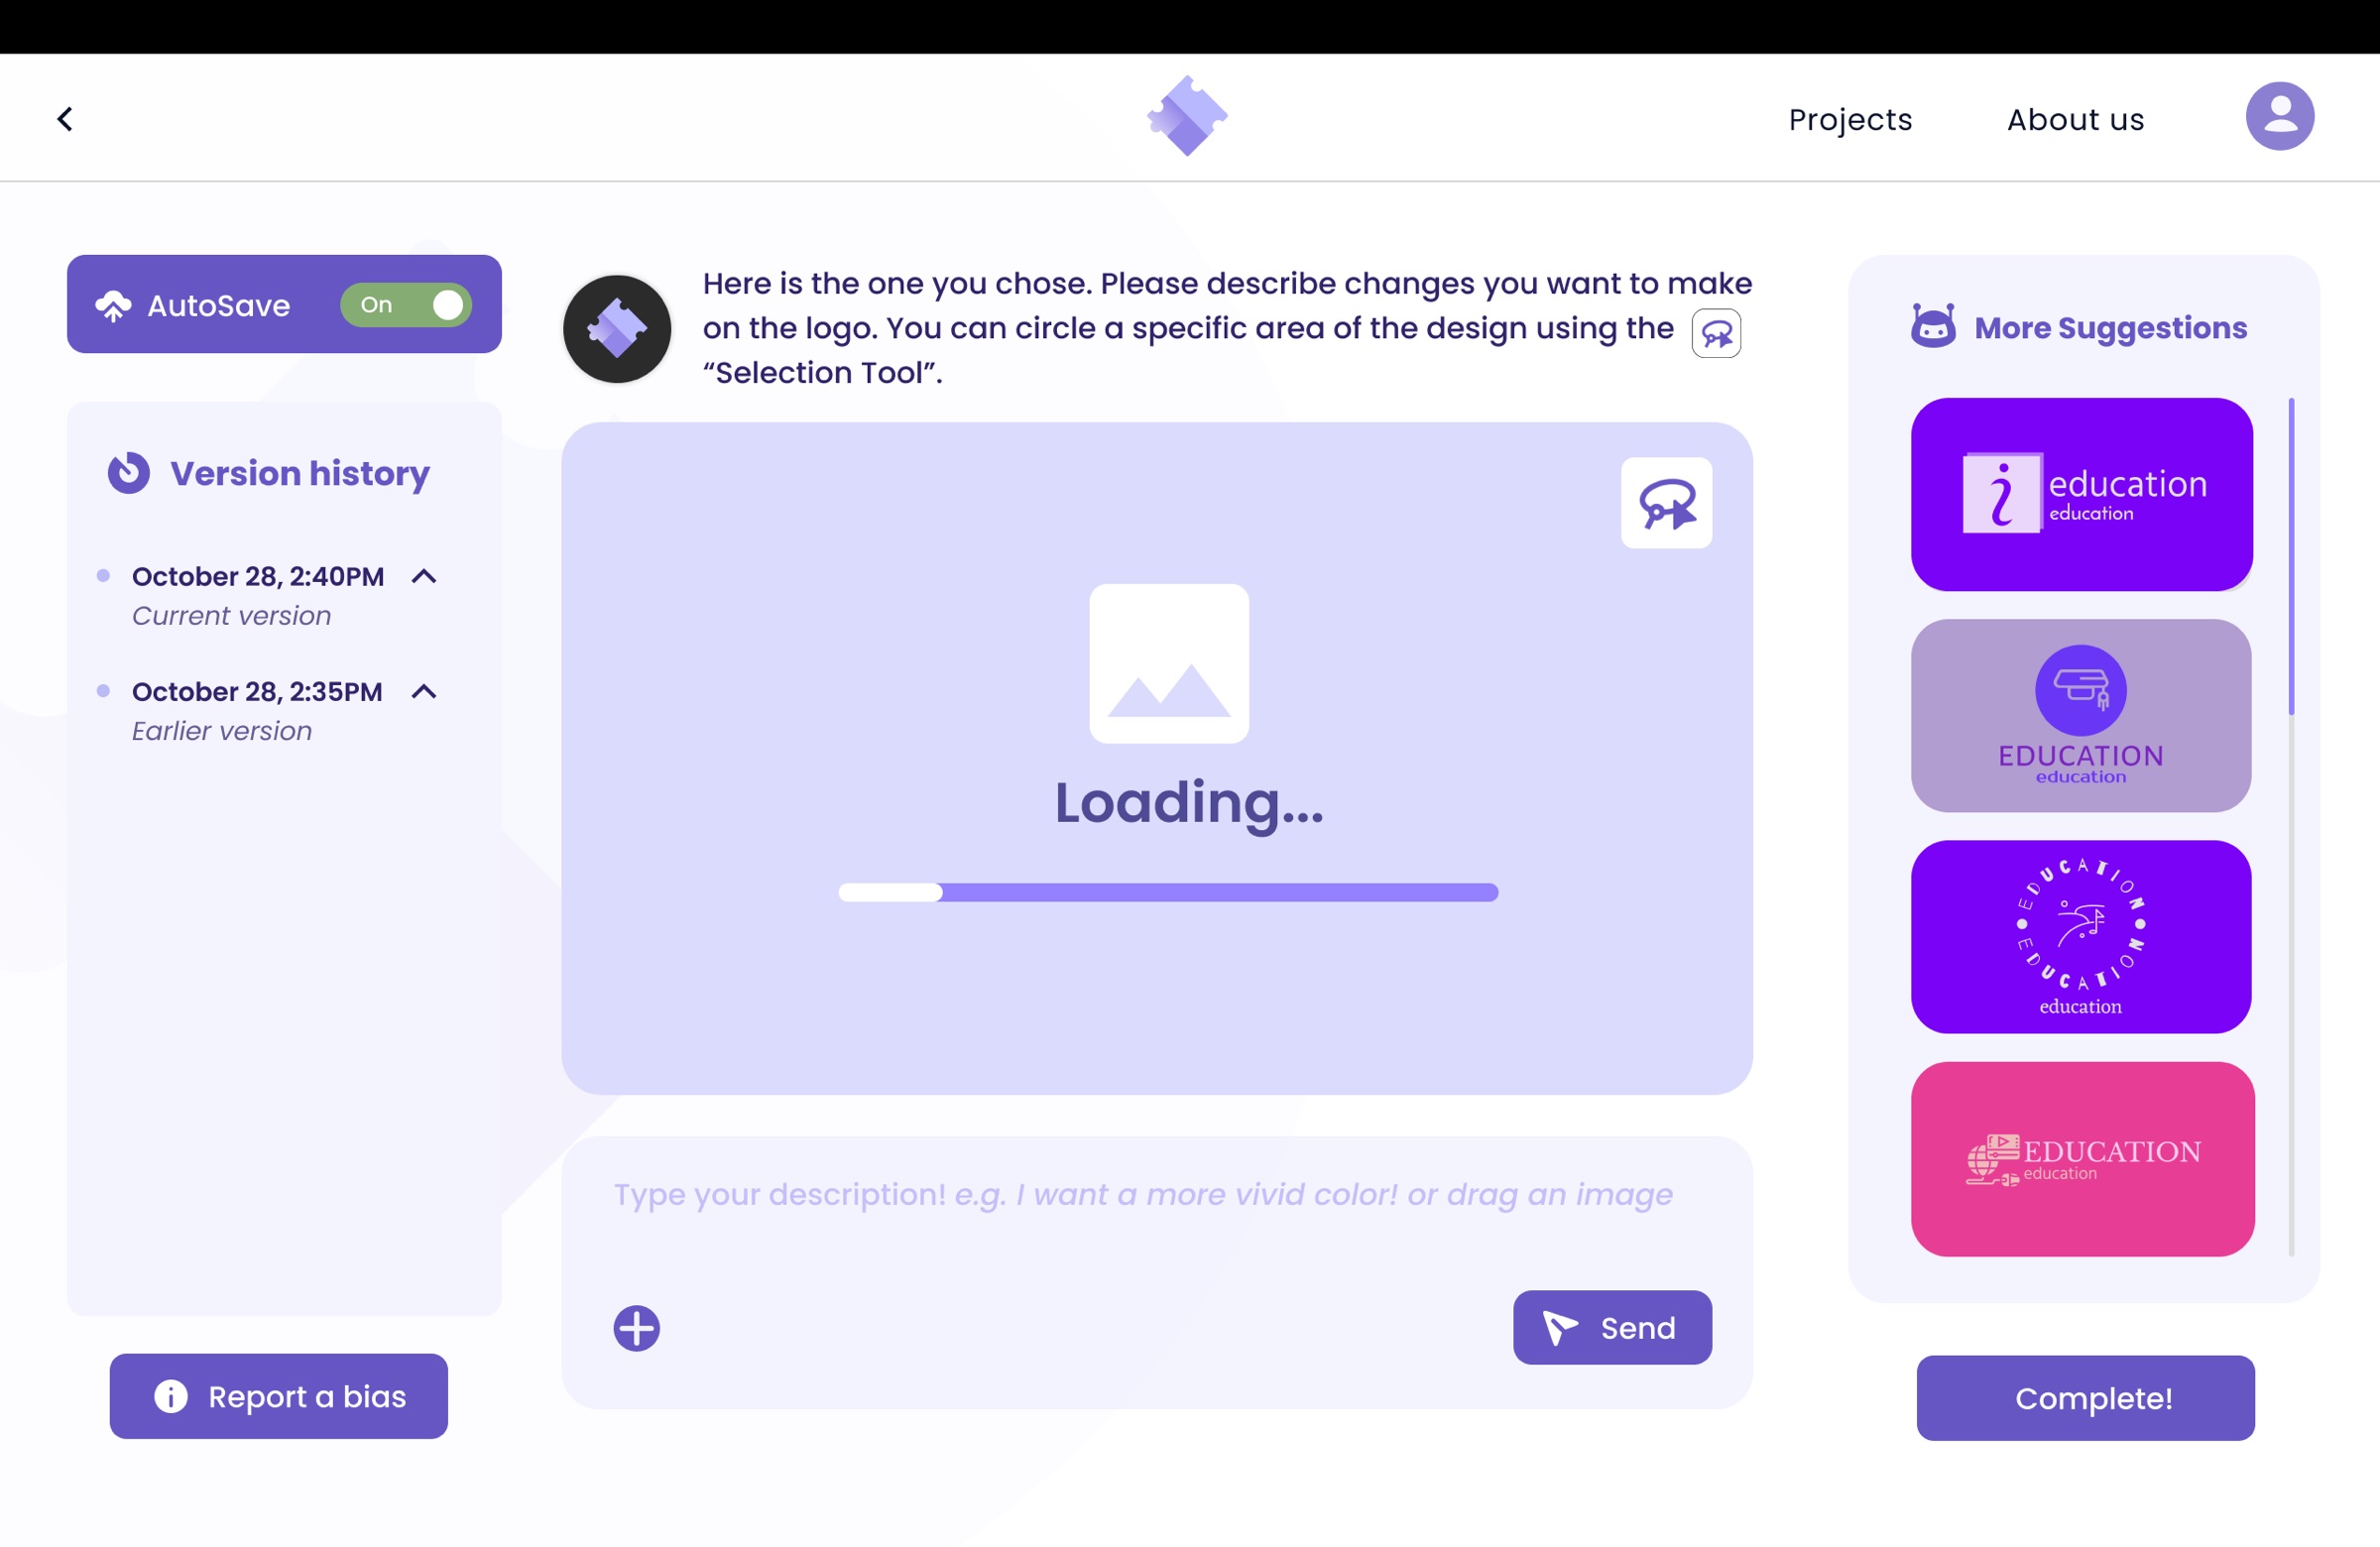 Projects
About us
AutoSave
On
Version history
October 28, 2:40PM
Current version
October 28, 2:35PM
Earlier version
Report a bias
Here is the one you chose. Please describe changes you want to make
on the logo. You can circle a specific area of the design using the
“Selection Tool”.
Loading...
Type your description! e.g. I want a more vivid color! or drag an image
Send
More Suggestions
i
education
education
EDUCATION
education
EDUCATION
EDUCATION
education
EDUCATION
education
Complete!